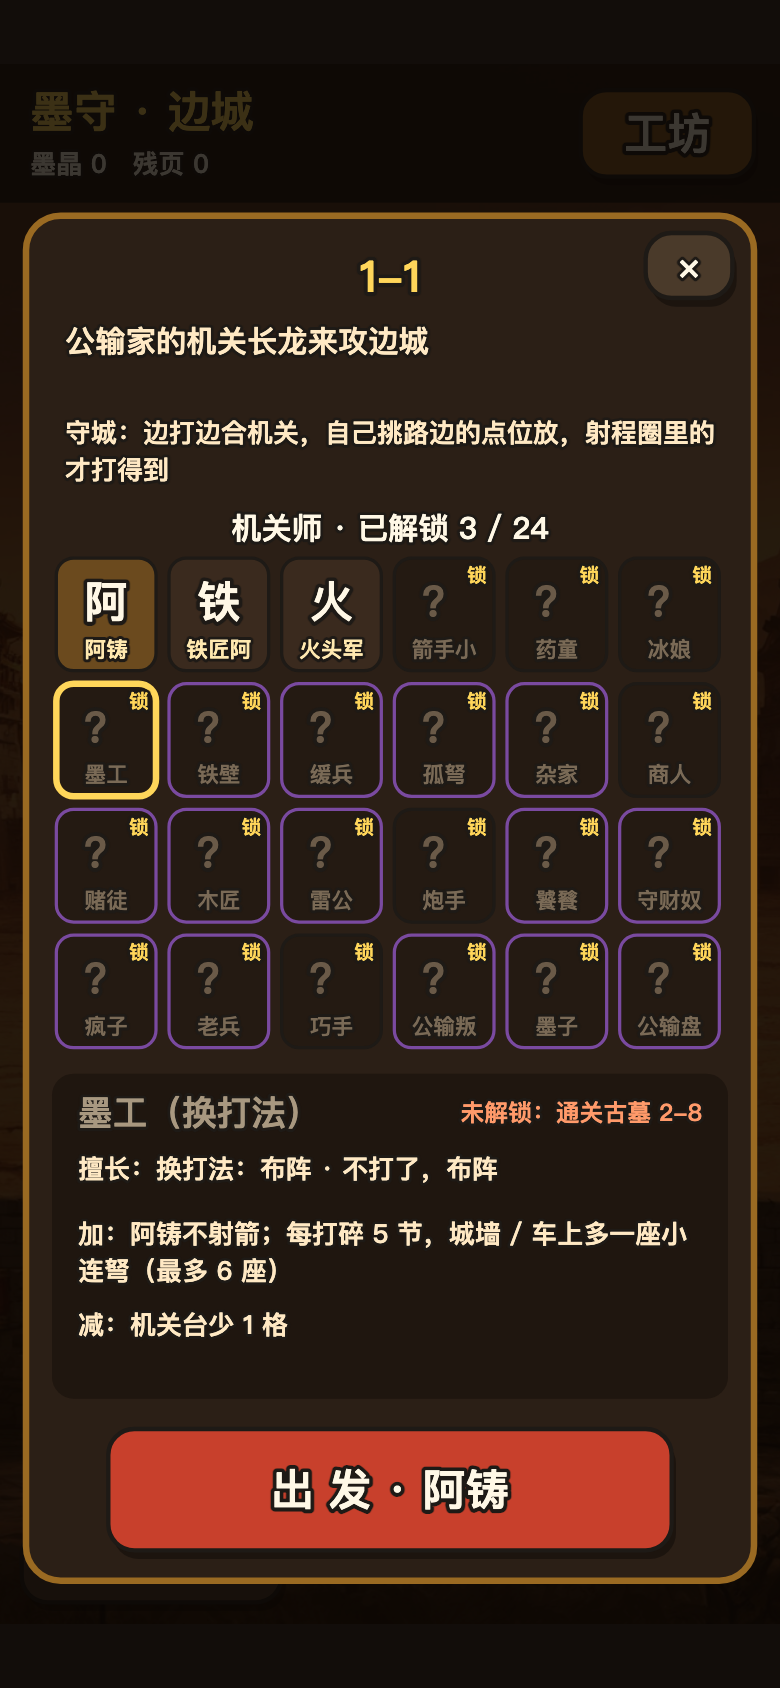 墨守 · 边城
墨晶 0 残页 0
工坊
1–1
×
公输家的机关长龙来攻边城
守城：边打边合机关，自己挑路边的点位放，射程圈里的
才打得到
机关师 · 已解锁 3 / 24
阿 铁 火 ? 锁 ? 锁 ? 锁
阿铸 铁匠阿 火头军 箭手小 药童 冰娘
? 锁 ? 锁 ? 锁 ? 锁 ? 锁 ? 锁
墨工 铁壁 缓兵 孤弩 杂家 商人
? 锁 ? 锁 ? 锁 ? 锁 ? 锁 ? 锁
赌徒 木匠 雷公 炮手 饕餮 守财奴
? 锁 ? 锁 ? 锁 ? 锁 ? 锁 ? 锁
疯子 老兵 巧手 公输叛 墨子 公输盘
墨工（换打法） 未解锁：通关古墓 2–8
擅长：换打法：布阵 · 不打了，布阵
加：阿铸不射箭；每打碎 5 节，城墙 / 车上多一座小
连弩（最多 6 座）
减：机关台少 1 格
出 发 · 阿铸